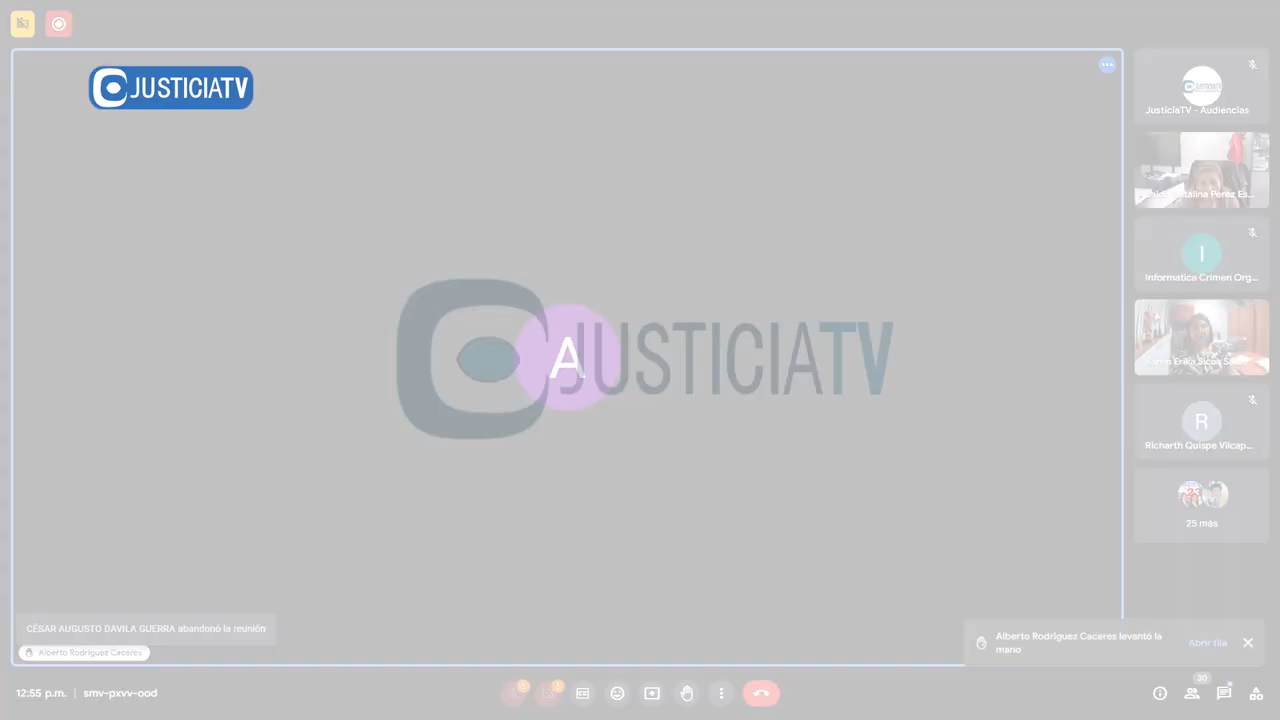 JUSTICIATV
JusticiaTV - Audiencias
Informatica Crimen Org...
Richarth Quispe Vilcap...
25 más
A
JUSTICIATV
I
R
CÉSAR AUGUSTO DAVILA GUERRA abandonó la reunión
Alberto Rodriguez Caceres
Alberto Rodriguez Caceres levantó la
mano
Abrir fila
12:55 p.m. | smv-pxvv-ood
30